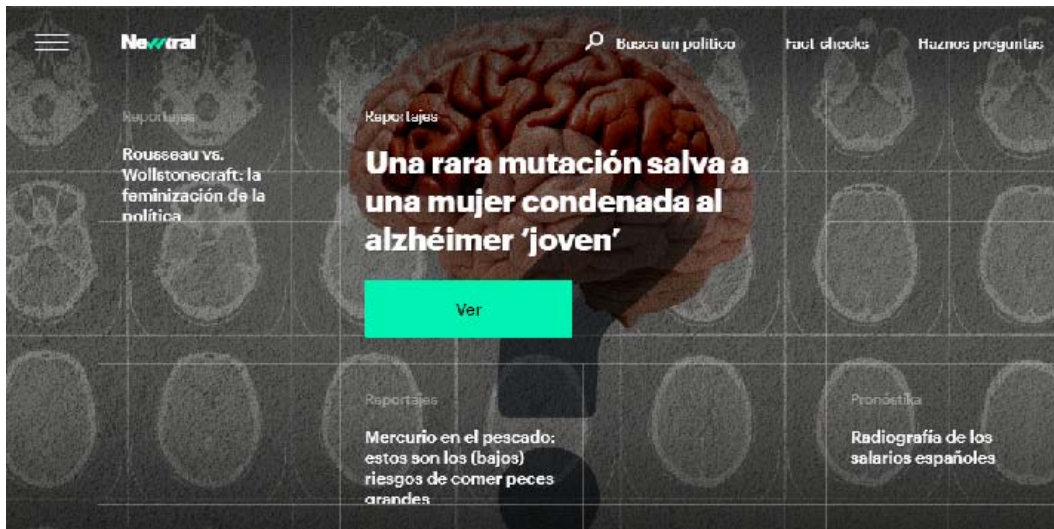 Newtral
Busca un político
Fact-checks
Haznos preguntas
Reportajes
Rousseau vs.
Wollstonecraft: la
feminización de la
política
Reportajes
Una rara mutación salva a
una mujer condenada al
alzhéimer ‘joven’
Ver
Reportajes
Mercurio en el pescado:
estos son los (bajos)
riesgos de comer peces
grandes
Pronóstika
Radiografía de los
salarios españoles